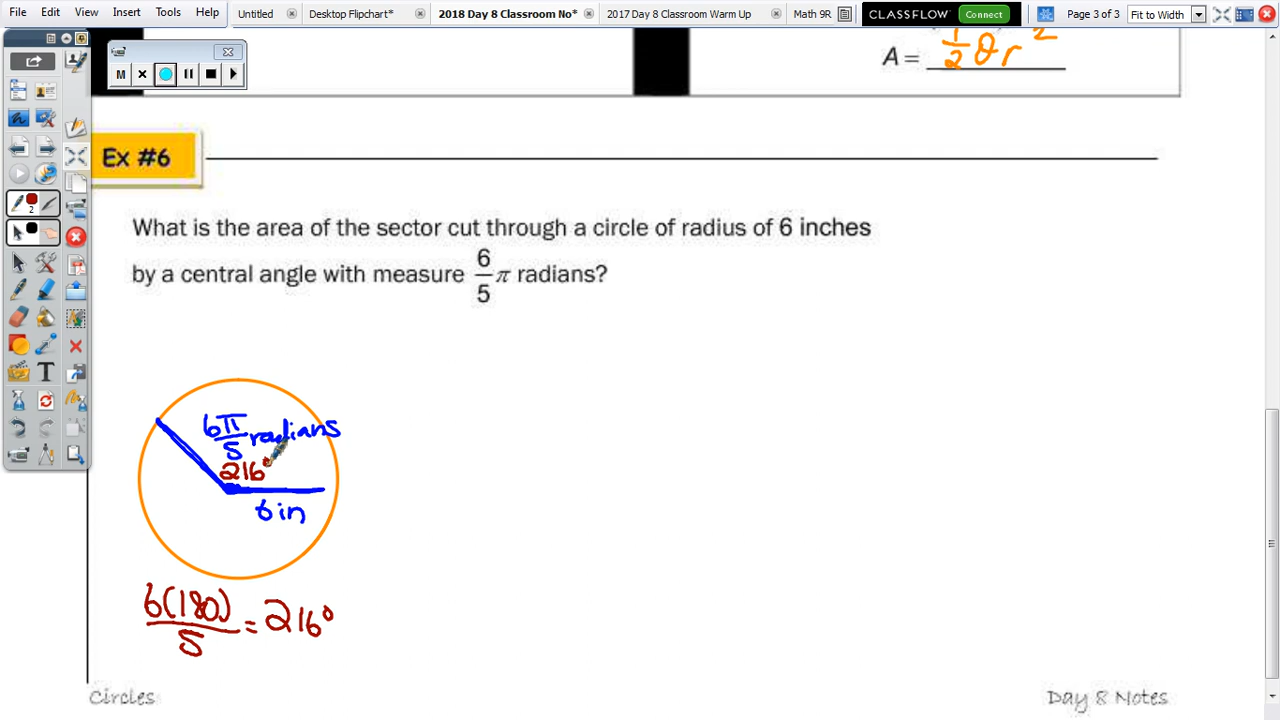 File Edit View Insert Tools Help Untitled Desktop Flipchart* 2018 Day 8 Classroom No* 2017 Day 8 Classroom Warm Up Math 9R CLASSFLOW Connect Page 3 of 3 Fit to Width
M
A = 1/2 θr²
2
Ex #6
What is the area of the sector cut through a circle of radius of 6 inches
by a central angle with measure 6/5 π radians?
6π/5 radians
216°
6 in
6(180)/5 = 216°
Circles Day 8 Notes